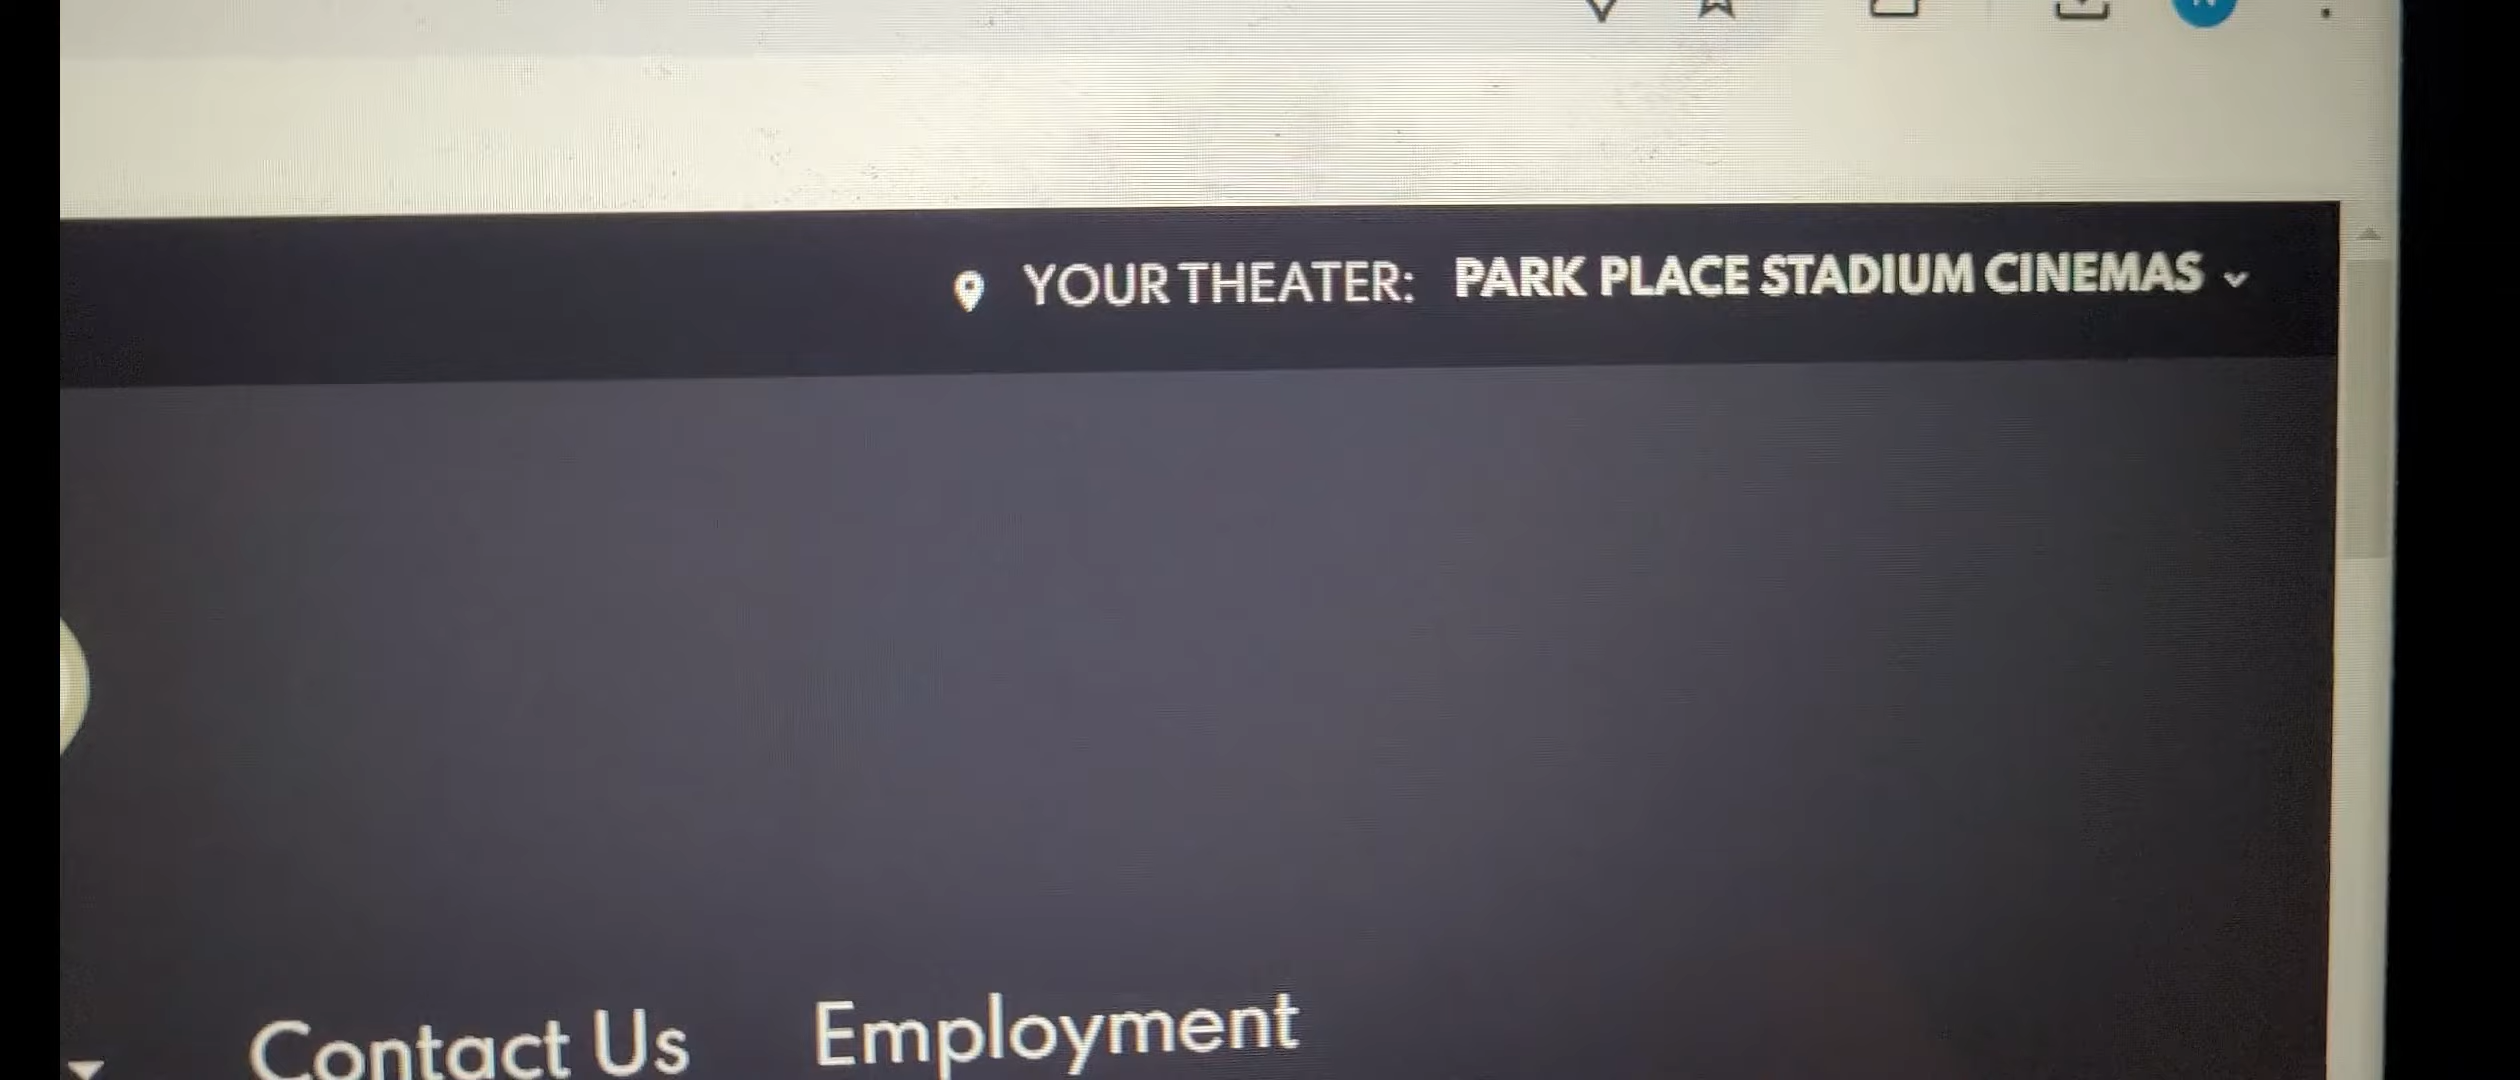 YOUR THEATER: PARK PLACE STADIUM CINEMAS
Contact Us Employment